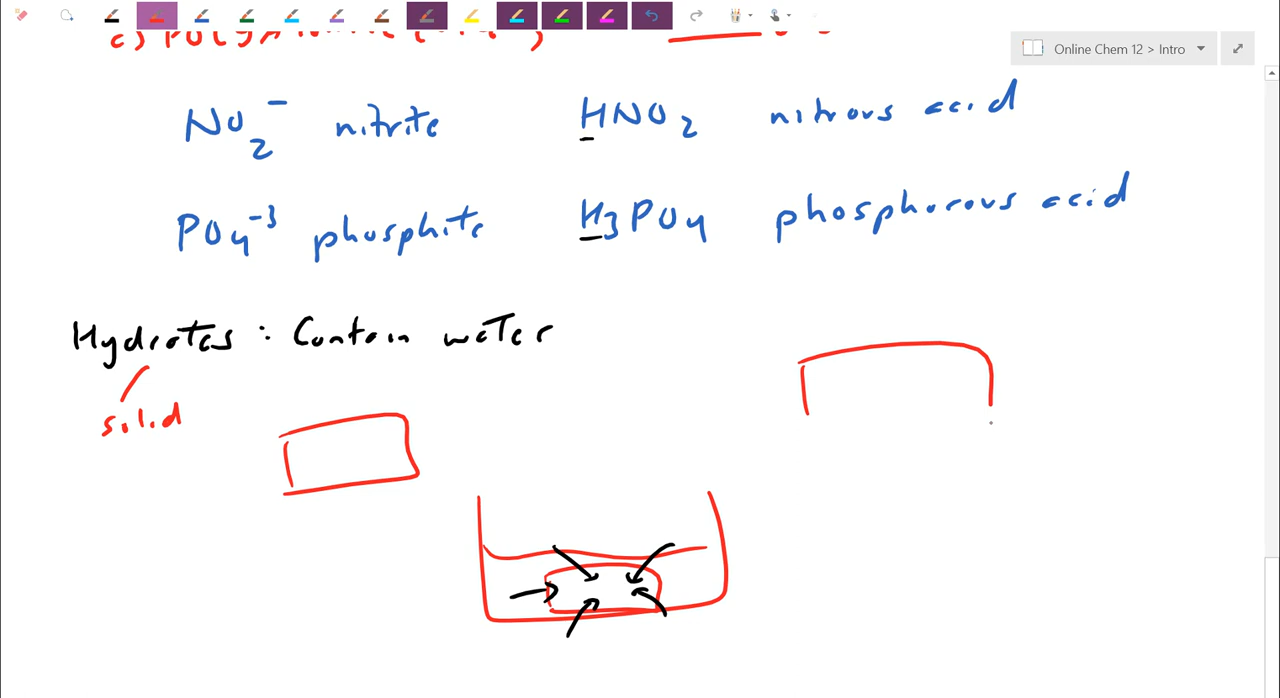 Online Chem 12 > Intro
NO2- nitrite HNO2 nitrous acid
PO4-3 phosphite H3PO4 phosphorous acid
Hydrates : Contain water
solid